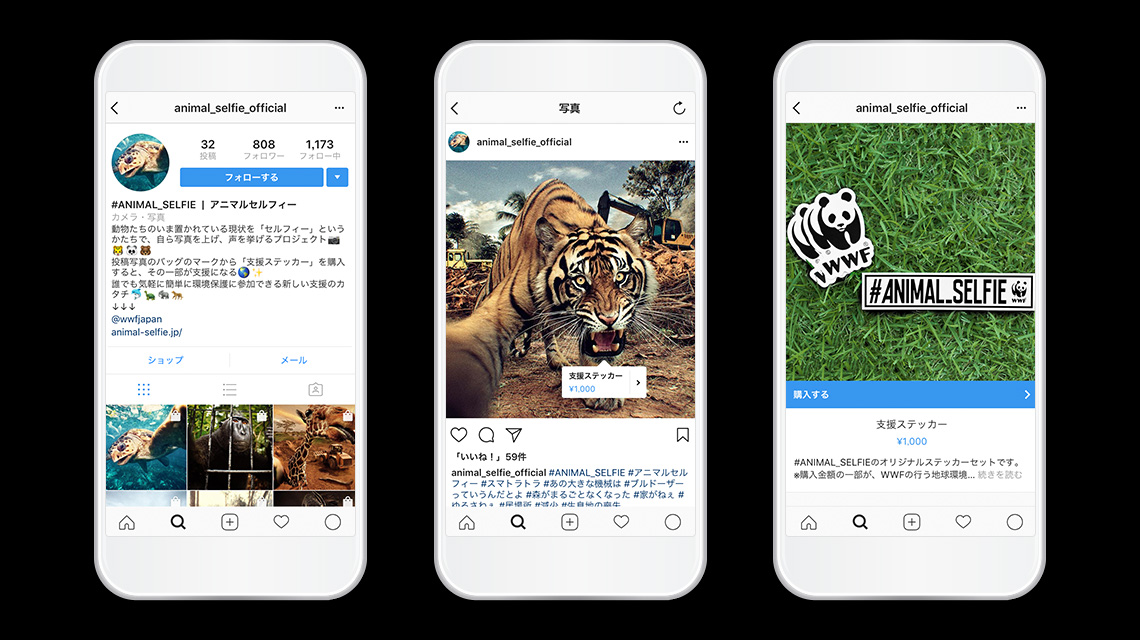 animal_selfie_official
32
808
1,173
投稿
フォロワー
フォロー中
フォローする
#ANIMAL_SELFIE | アニマルセルフィー
カメラ・写真
動物たちのいま置かれている現状を「セルフィー」という
かたちで、自ら写真を上げ、声を挙げるプロジェクト📷
🐯🐼🐻
投稿写真のバッグのマークから「支援ステッカー」を購入
すると、その一部が支援になる🌏✨
誰でも気軽に簡単に環境保護に参加できる新しい支援のカ
タチ🐬🐢🦍🐅
↓↓↓
@wwfjapan
animal-selfie.jp/
ショップ
メール
写真
animal_selfie_official
支援ステッカー
¥1,000
「いいね！」59件
animal_selfie_official #ANIMAL_SELFIE #アニマルセル
フィー #スマトラトラ #あの大きな機械は #ブルドーザー
っていうんだとよ #森がまるごとなくなった #家がねぇ #
ゆるさねぇ #居場所 #減少 #生息地の喪失
animal_selfie_official
WWF
#ANIMAL_SELFIE
WWF
購入する
支援ステッカー
¥1,000
#ANIMAL_SELFIEのオリジナルステッカーセットです。
※購入金額の一部が、WWFの行う地球環境... 続きを読む